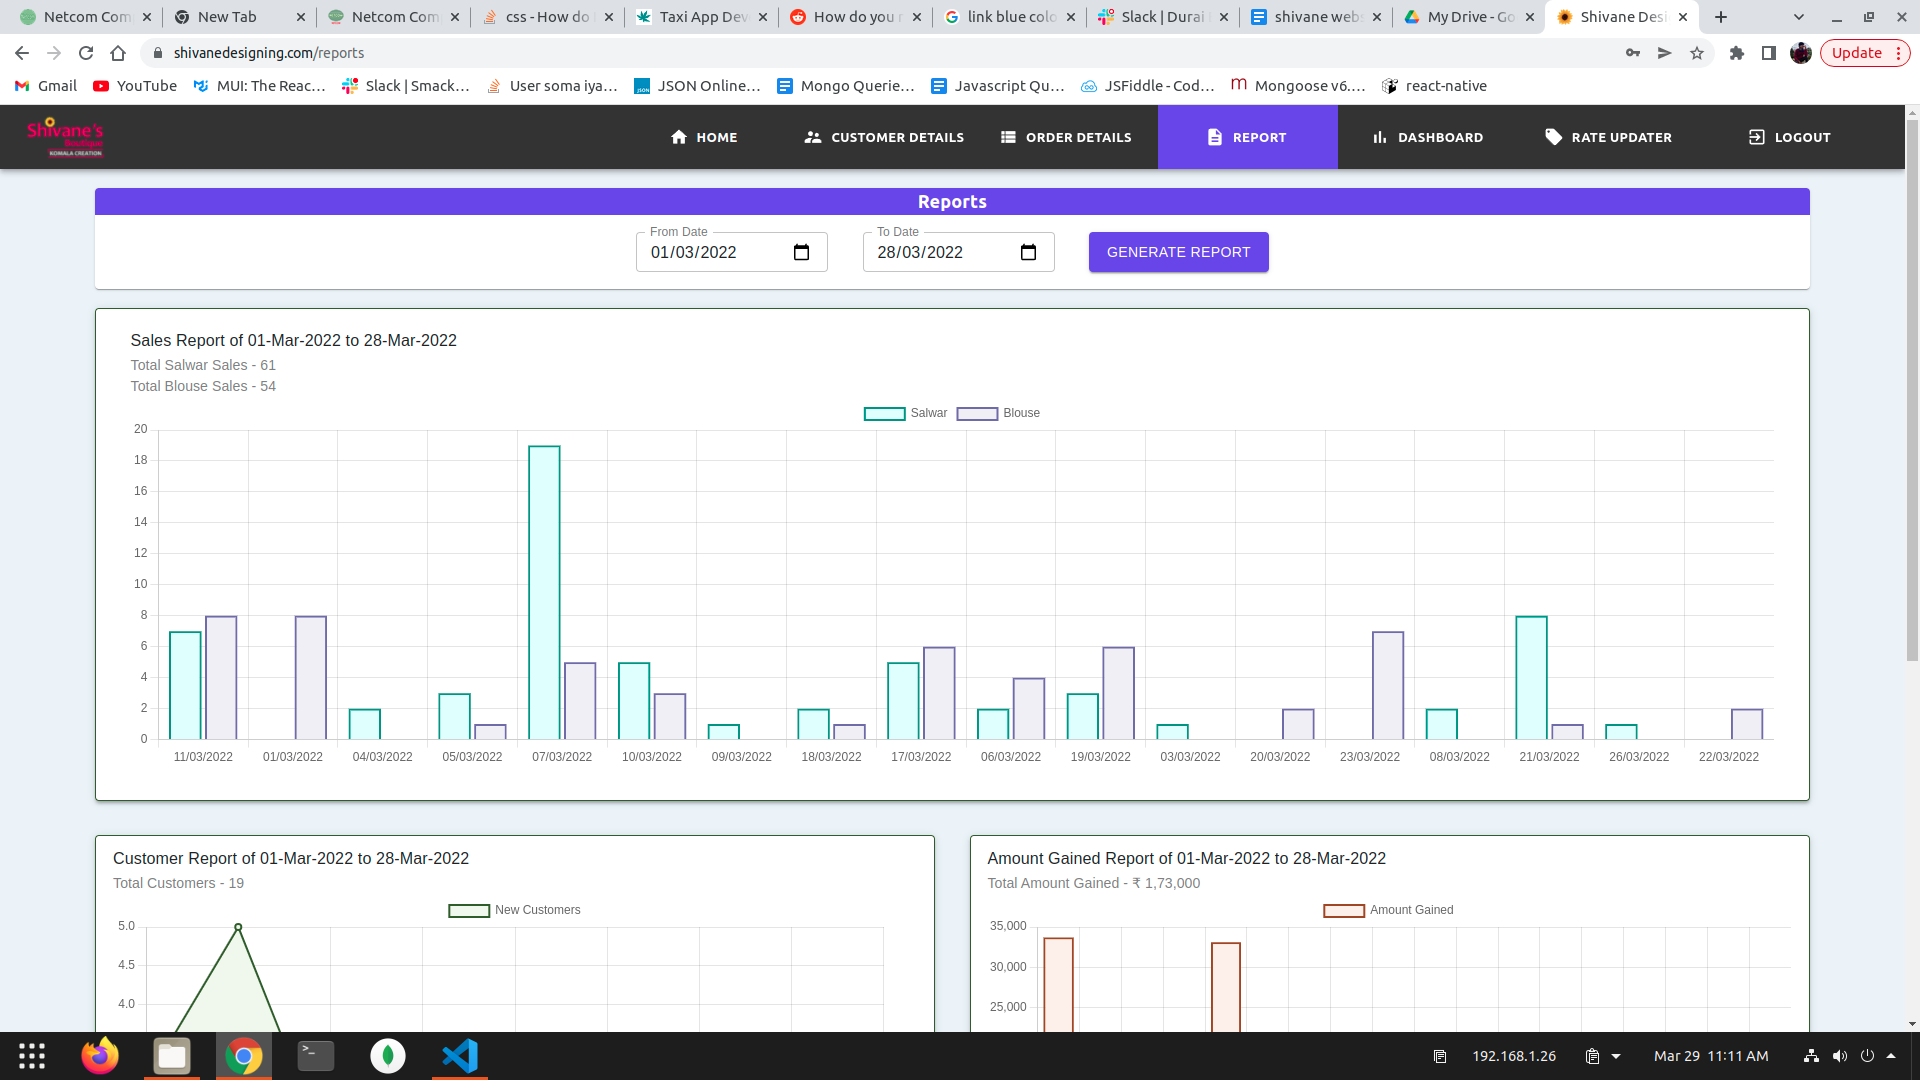 Netcom Com
New Tab
Netcom Com
css - How do
Taxi App Dev
How do you
link blue colo
Slack | Durai
shivane web
My Drive - Go
Shivane Desi
shivanedesigning.com/reports
Update
Gmail
YouTube
MUI: The Reac...
Slack | Smack...
User soma iya...
JSON Online...
Mongo Querie...
Javascript Qu...
JSFiddle - Cod...
Mongoose v6....
react-native
Shivane's
Boutique
KOWALA CREATION
HOME
CUSTOMER DETAILS
ORDER DETAILS
REPORT
DASHBOARD
RATE UPDATER
LOGOUT
Reports
From Date
01/03/2022
To Date
28/03/2022
GENERATE REPORT
Sales Report of 01-Mar-2022 to 28-Mar-2022
Total Salwar Sales - 61
Total Blouse Sales - 54
Salwar
Blouse
20
18
16
14
12
10
8
6
4
2
0
11/03/2022 01/03/2022 04/03/2022 05/03/2022 07/03/2022 10/03/2022 09/03/2022 18/03/2022 17/03/2022 06/03/2022 19/03/2022 03/03/2022 20/03/2022 23/03/2022 08/03/2022 21/03/2022 26/03/2022 22/03/2022
Customer Report of 01-Mar-2022 to 28-Mar-2022
Total Customers - 19
New Customers
5.0
4.5
4.0
Amount Gained Report of 01-Mar-2022 to 28-Mar-2022
Total Amount Gained - ₹ 1,73,000
Amount Gained
35,000
30,000
25,000
192.168.1.26
Mar 29 11:11 AM